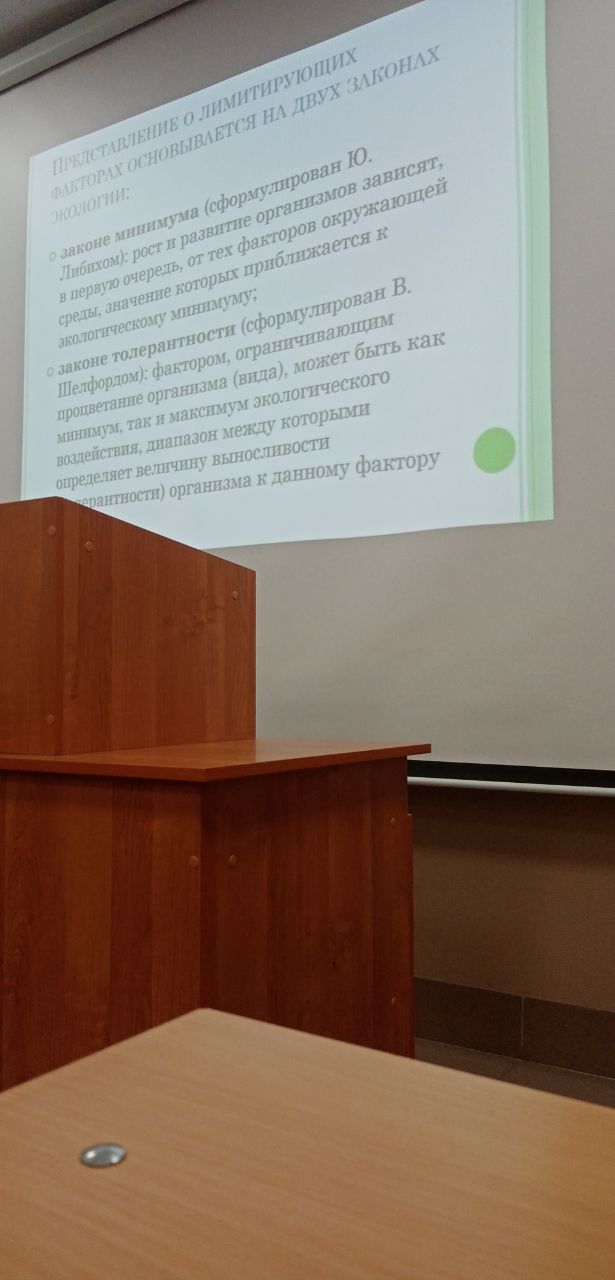 ПРЕДСТАВЛЕНИЕ О ЛИМИТИРУЮЩИХ
ФАКТОРАХ ОСНОВЫВАЕТСЯ НА ДВУХ ЗАКОНАХ
ЭКОЛОГИИ:
законе минимума (сформулирован Ю.
Либихом): рост и развитие организмов зависят,
в первую очередь, от тех факторов окружающей
среды, значение которых приближается к
экологическому минимуму;
законе толерантности (сформулирован В.
Шелфордом): фактором, ограничивающим
процветание организма (вида), может быть как
минимум, так и максимум экологического
воздействия, диапазон между которыми
определяет величину выносливости
лерантности) организма к данному фактору